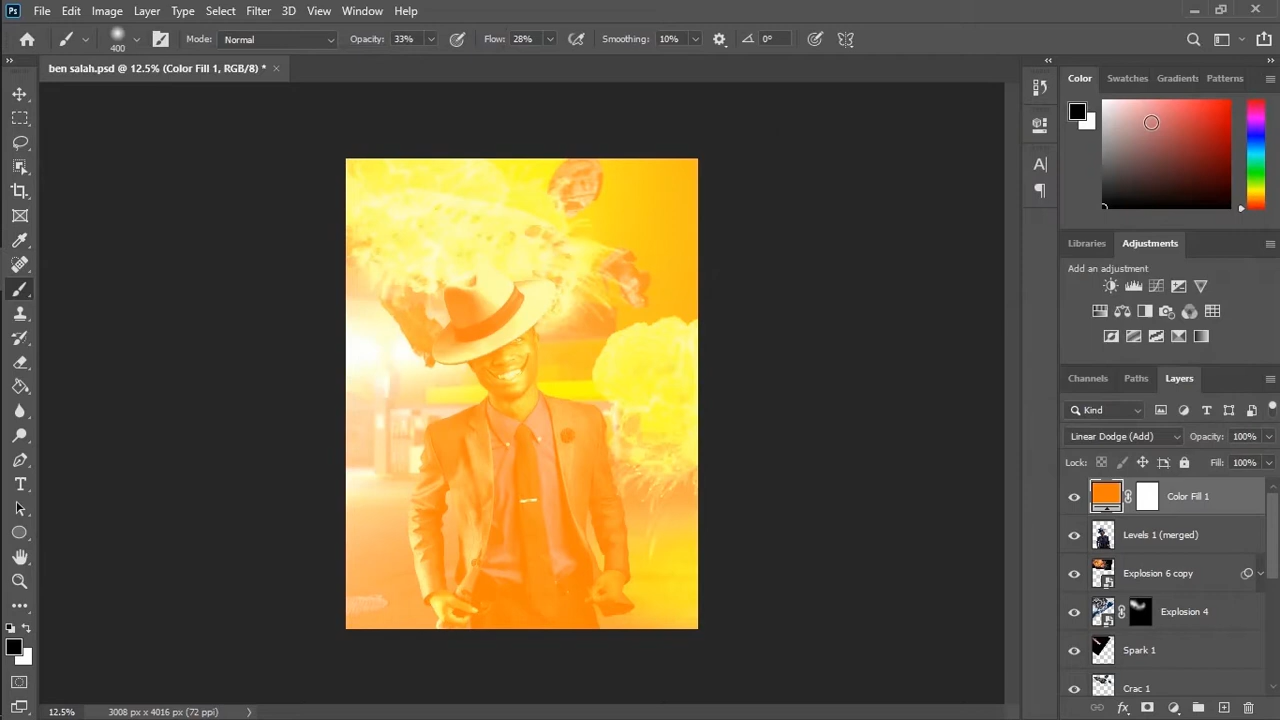 Ps File Edit Image Layer Type Select Filter 3D View Window Help
400 Mode: Normal Opacity: 33% Flow: 28% Smoothing: 10% 0°
ben salah.psd @ 12.5% (Color Fill 1, RGB/8) *
Color Swatches Gradients Patterns
Libraries Adjustments
Add an adjustment
Channels Paths Layers
Kind
Linear Dodge (Add) Opacity: 100%
Lock: Fill: 100%
Color Fill 1
Levels 1 (merged)
Explosion 6 copy
Explosion 4
Spark 1
Crac 1
12.5% 3008 px x 4016 px (72 ppi)